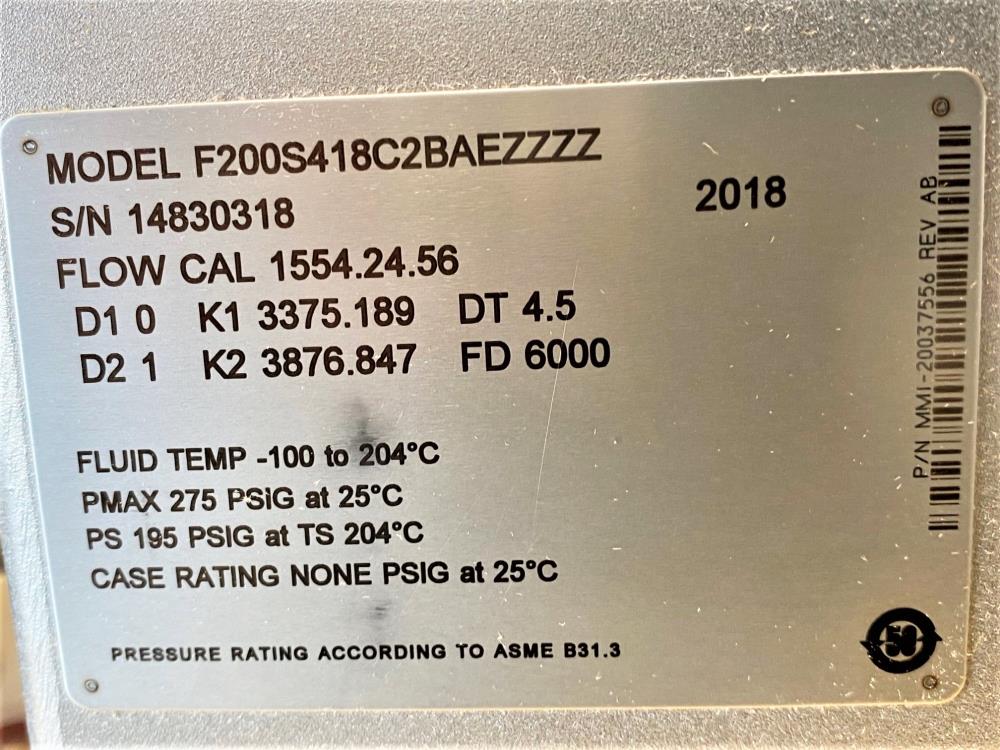 MODEL F200S418C2BAEZZZZ
S/N 14830318
2018
FLOW CAL 1554.24.56
D1 0 K1 3375.189 DT 4.5
D2 1 K2 3876.847 FD 6000
FLUID TEMP -100 to 204°C
PMAX 275 PSIG at 25°C
PS 195 PSIG at TS 204°C
CASE RATING NONE PSIG at 25°C
PRESSURE RATING ACCORDING TO ASME B31.3
P/N MMI-20037556 REV AB
50